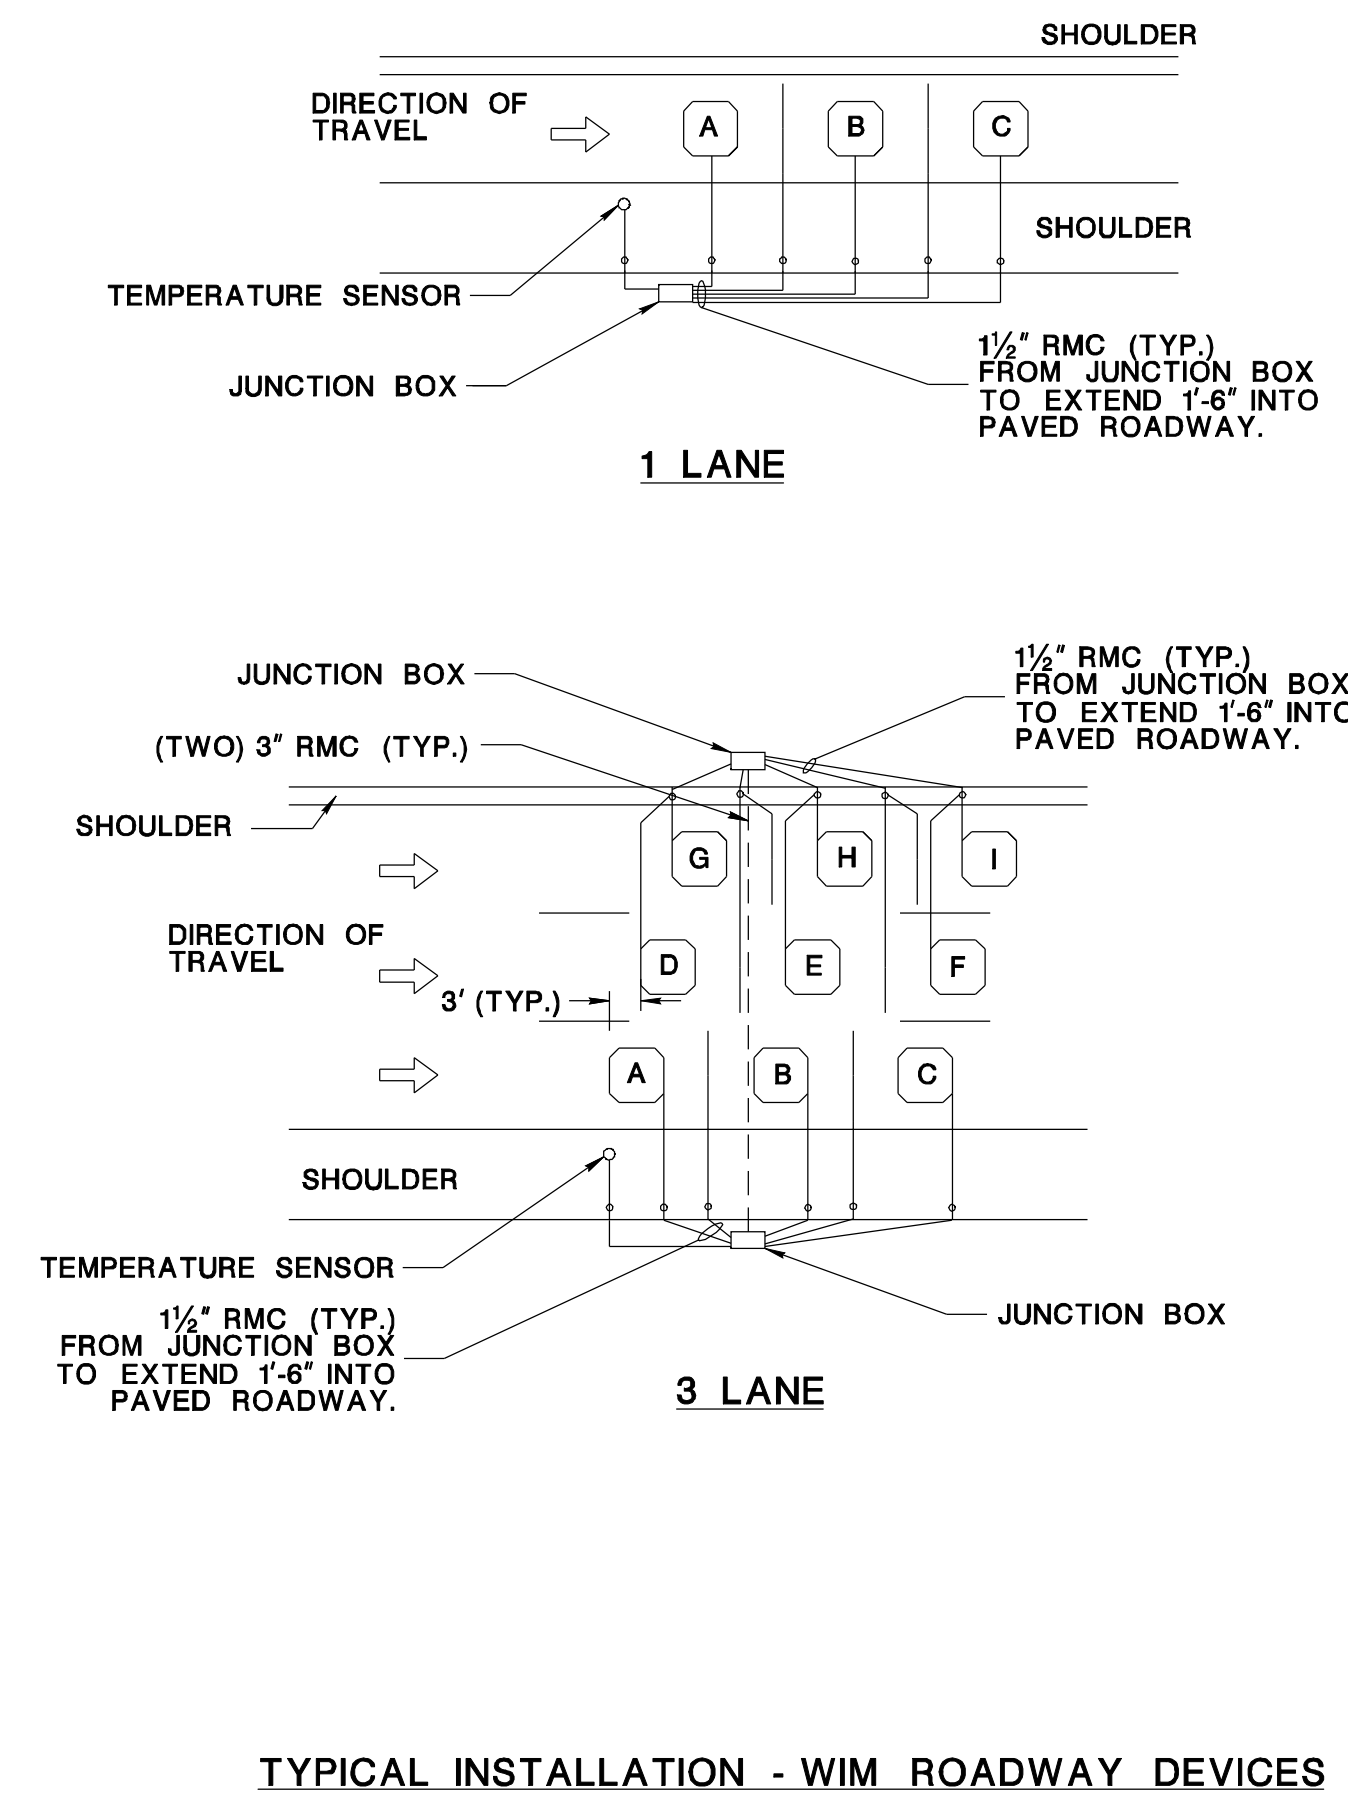 SHOULDER
DIRECTION OF
TRAVEL
A
B
C
SHOULDER
TEMPERATURE SENSOR
JUNCTION BOX
1½" RMC (TYP.)
FROM JUNCTION BOX
TO EXTEND 1'-6" INTO
PAVED ROADWAY.
1 LANE
JUNCTION BOX
1½" RMC (TYP.)
FROM JUNCTION BOX
TO EXTEND 1'-6" INTO
PAVED ROADWAY.
(TWO) 3" RMC (TYP.)
SHOULDER
G
H
I
DIRECTION OF
TRAVEL
D
E
F
3' (TYP.)
A
B
C
SHOULDER
TEMPERATURE SENSOR
1½" RMC (TYP.)
FROM JUNCTION BOX
TO EXTEND 1'-6" INTO
PAVED ROADWAY.
JUNCTION BOX
3 LANE
TYPICAL INSTALLATION - WIM ROADWAY DEVICES